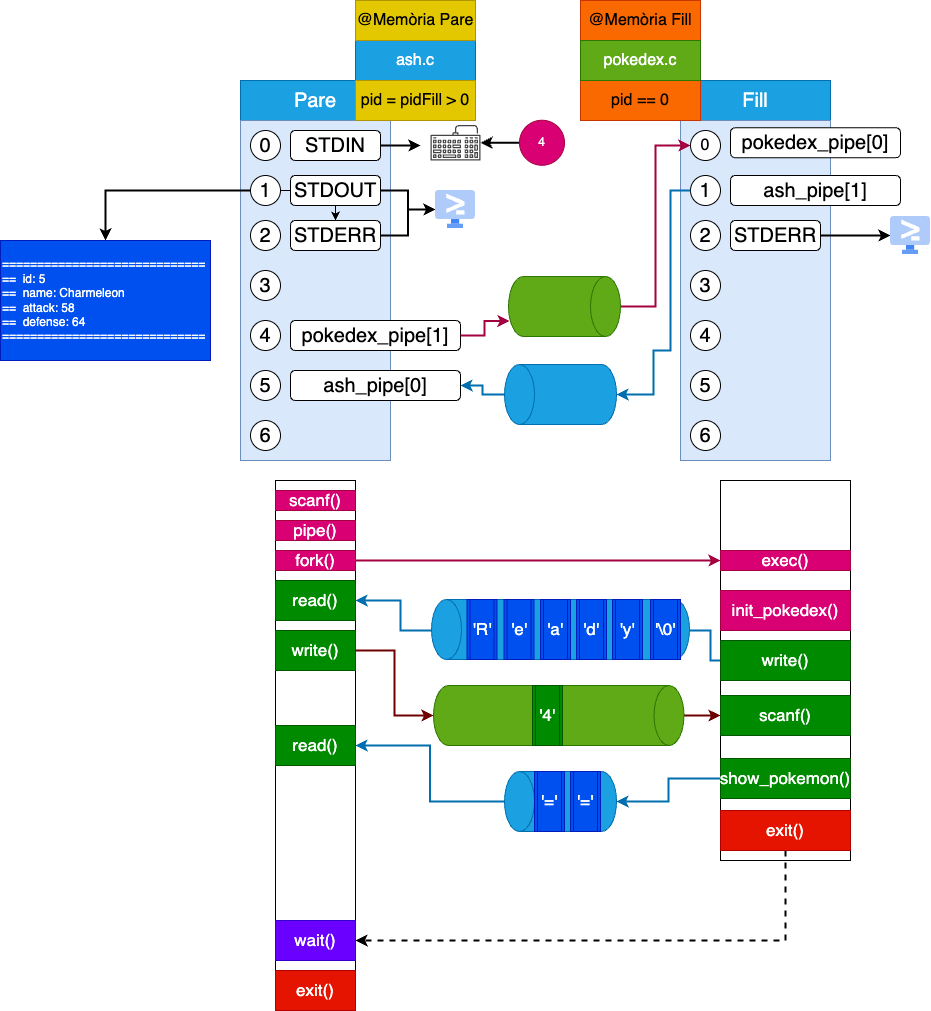 @Memòria Pare
@Memòria Fill
ash.c
pokedex.c
Pare
pid = pidFill > 0
pid == 0
Fill
0
STDIN
4
0
pokedex_pipe[0]
1
STDOUT
1
ash_pipe[1]
2
STDERR
2
STDERR
==============================
== id: 5
== name: Charmeleon
== attack: 58
== defense: 64
==============================
3
3
4
pokedex_pipe[1]
4
5
ash_pipe[0]
5
6
6
scanf()
pipe()
fork()
exec()
read()
'R' 'e' 'a' 'd' 'y' '\0'
init_pokedex()
write()
write()
'4'
scanf()
read()
show_pokemon()
'=' '='
exit()
wait()
exit()